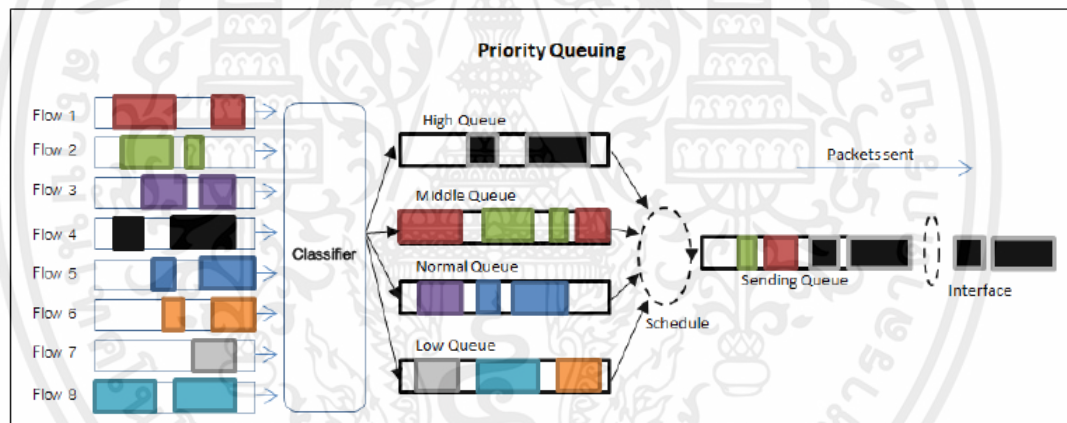 Priority Queuing
Flow 1
Flow 2
Flow 3
Flow 4
Flow 5
Flow 6
Flow 7
Flow 8
Classifier
High Queue
Middle Queue
Normal Queue
Low Queue
Schedule
Packets sent
Sending Queue
Interface